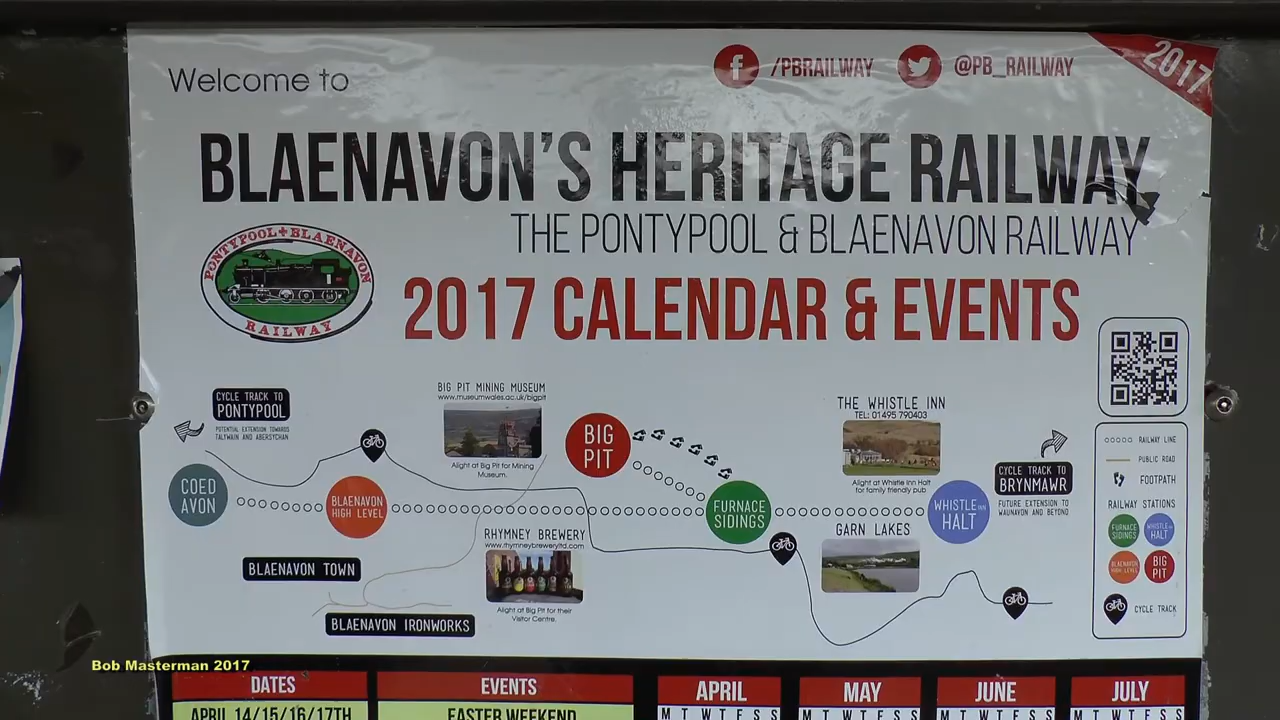 Welcome to
/PBRAILWAY
@PB_RAILWAY
2017
BLAENAVON'S HERITAGE RAILWAY
THE PONTYPOOL & BLAENAVON RAILWAY
PONTYPOOL + BLAENAVON
RAILWAY
2017 CALENDAR & EVENTS
CYCLE TRACK TO
PONTYPOOL
POTENTIAL EXTENSION TOWARDS
TALYWAIN AND ABERSYCHAN
BIG PIT MINING MUSEUM
www.museumwales.ac.uk/bigpit
Alight at Big Pit for Mining
Museum.
BIG
PIT
THE WHISTLE INN
TEL: 01495 790403
Alight at Whistle Inn Halt
for family friendly pub
CYCLE TRACK TO
BRYNMAWR
FUTURE EXTENSION TO
WAUNAVON AND BEYOND
COED
AVON
BLAENAVON
HIGH LEVEL
FURNACE
SIDINGS
WHISTLE INN
HALT
RHYMNEY BREWERY
www.rhymneybreweryltd.com
Alight at Big Pit for their
Visitor Centre.
GARN LAKES
BLAENAVON TOWN
BLAENAVON IRONWORKS
RAILWAY LINE
PUBLIC ROAD
FOOTPATH
RAILWAY STATIONS
FURNACE
SIDINGS
WHISTLE INN
HALT
BLAENAVON
HIGH LEVEL
BIG
PIT
CYCLE TRACK
Bob Masterman 2017
DATES
EVENTS
APRIL
MAY
JUNE
JULY
APRIL 14/15/16/17TH
EASTER WEEKEND
M T W T F S S
M T W T F S S
M T W T F S S
M T W T F S S